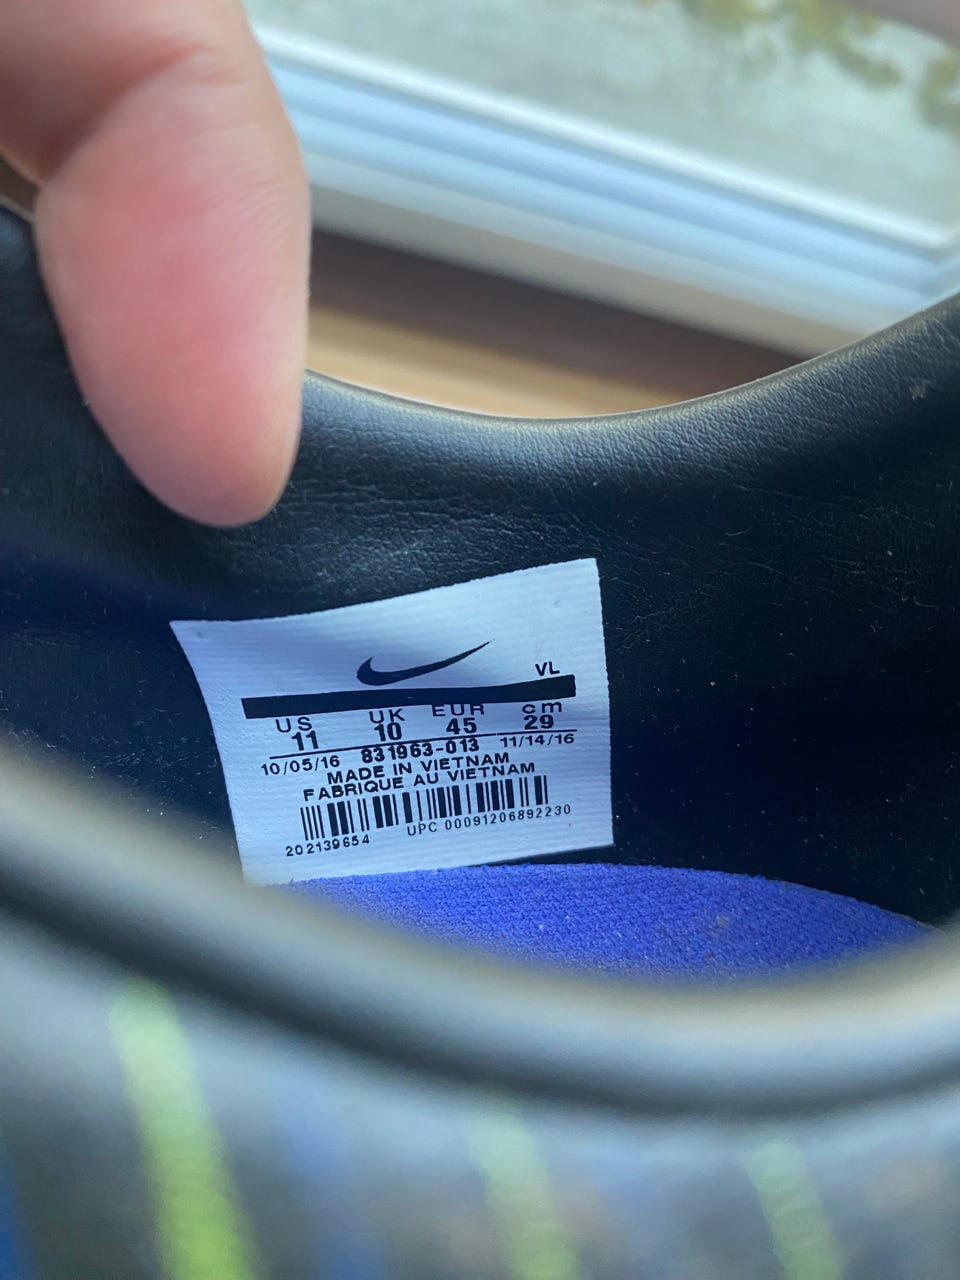 VL
US UK EUR cm
11 10 45 29
10/05/16 831963-013 11/14/16
MADE IN VIETNAM
FABRIQUE AU VIETNAM
202139654 UPC 00091206892230